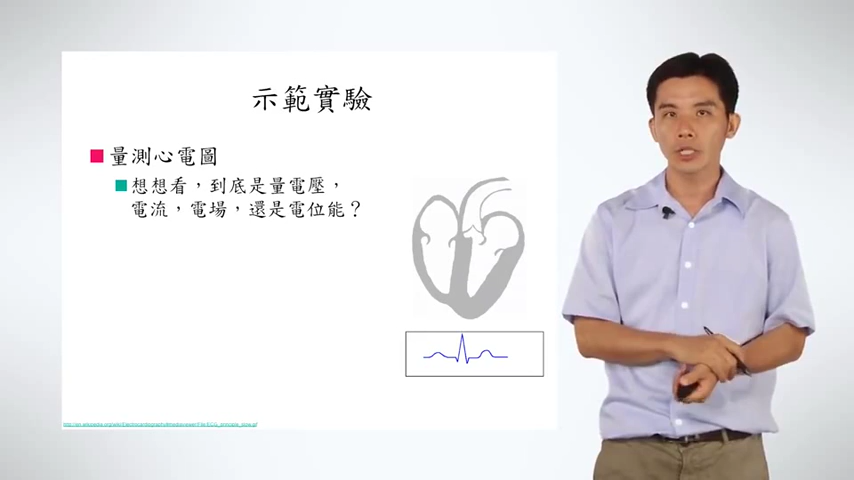 示範實驗
量測心電圖
想想看，到底是量電壓，
電流，電場，還是電位能？